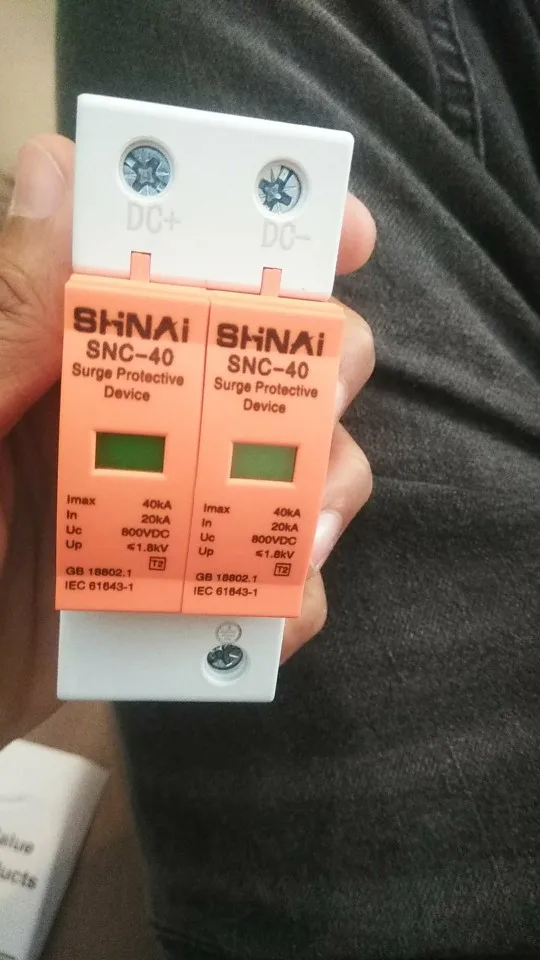 DC+
DC-
SHiNAi
SNC-40
Surge Protective
Device
Imax 40kA
In 20kA
Uc 800VDC
Up ≤1.8kV
T2
GB 18802.1
IEC 61643-1
SHiNAi
SNC-40
Surge Protective
Device
Imax 40kA
In 20kA
Uc 800VDC
Up ≤1.8kV
T2
GB 18802.1
IEC 61643-1